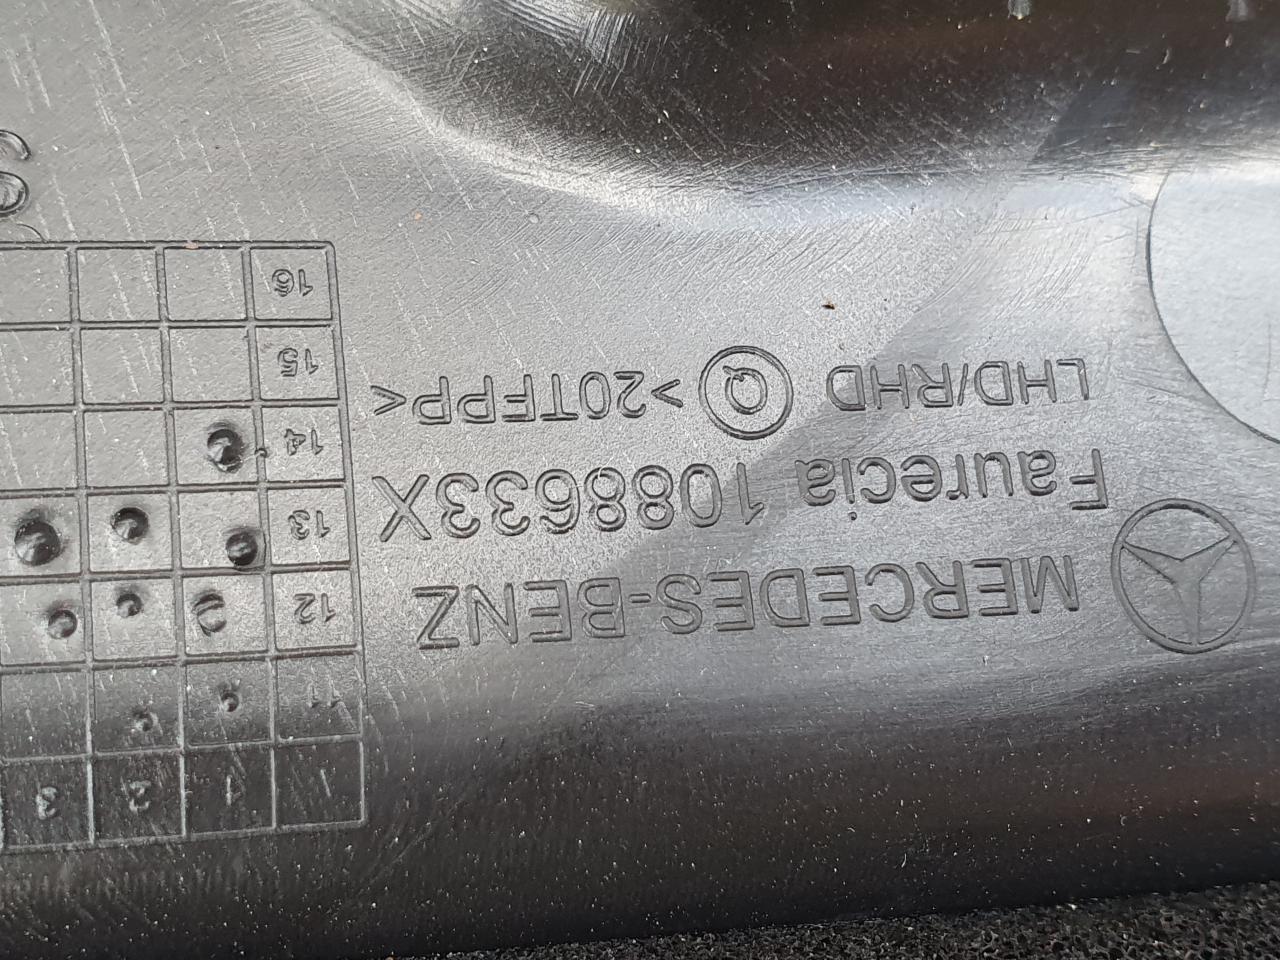 MERCEDES-BENZ
Faurecia 1088633X
LHD/RHD Q >20TFPP<
/ 1 2 3
11
12
13
14
15
16